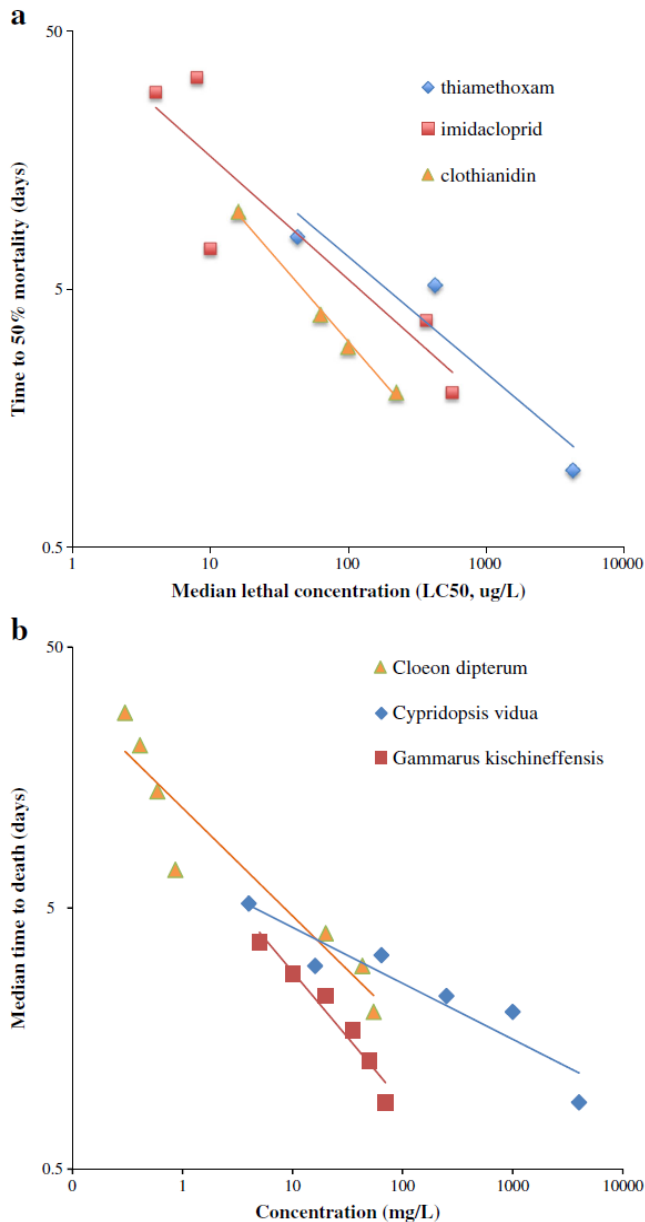 a
50
5
0.5
Time to 50% mortality (days)
thiamethoxam
imidacloprid
clothianidin
1
10
100
1000
10000
Median lethal concentration (LC50, ug/L)
b
50
5
0.5
Median time to death (days)
Cloeon dipterum
Cypridopsis vidua
Gammarus kischineffensis
0
1
10
100
1000
10000
Concentration (mg/L)